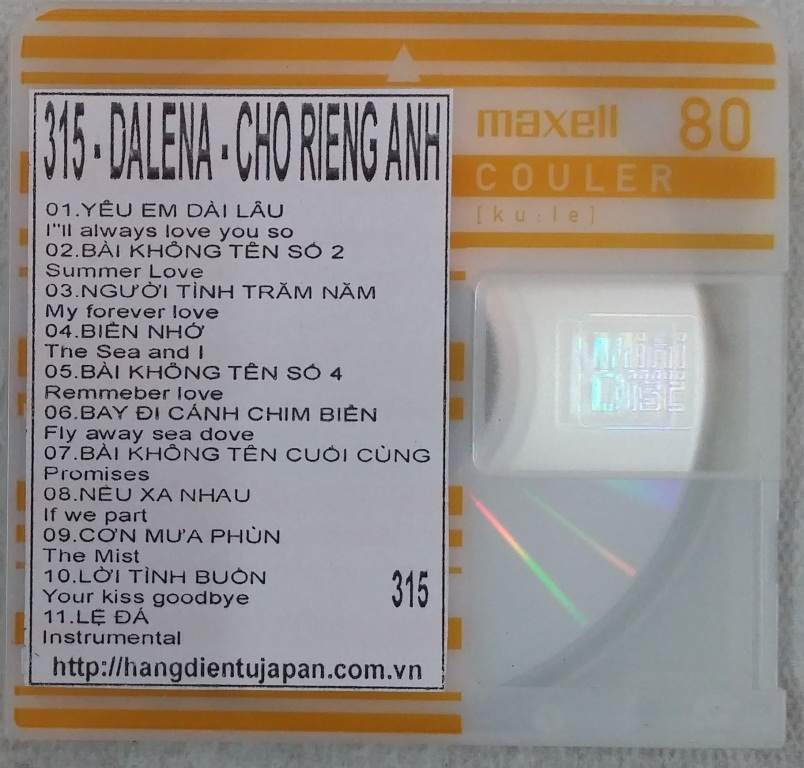 315 - DALENA - CHO RIENG ANH
01.YÊU EM DÀI LÂU
I"ll always love you so
02.BÀI KHÔNG TÊN SỐ 2
Summer Love
03.NGƯỜI TÌNH TRĂM NĂM
My forever love
04.BIỂN NHỚ
The Sea and I
05.BÀI KHÔNG TÊN SỐ 4
Remmeber love
06.BAY ĐI CÁNH CHIM BIỂN
Fly away sea dove
07.BÀI KHÔNG TÊN CUỐI CÙNG
Promises
08.NẾU XA NHAU
If we part
09.CƠN MƯA PHÙN
The Mist
10.LỜI TÌNH BUỒN
Your kiss goodbye
315
11.LỆ ĐÁ
Instrumental
http://hangdientujapan.com.vn
maxell 80
COULER
[ku:le]
Mini
Disc